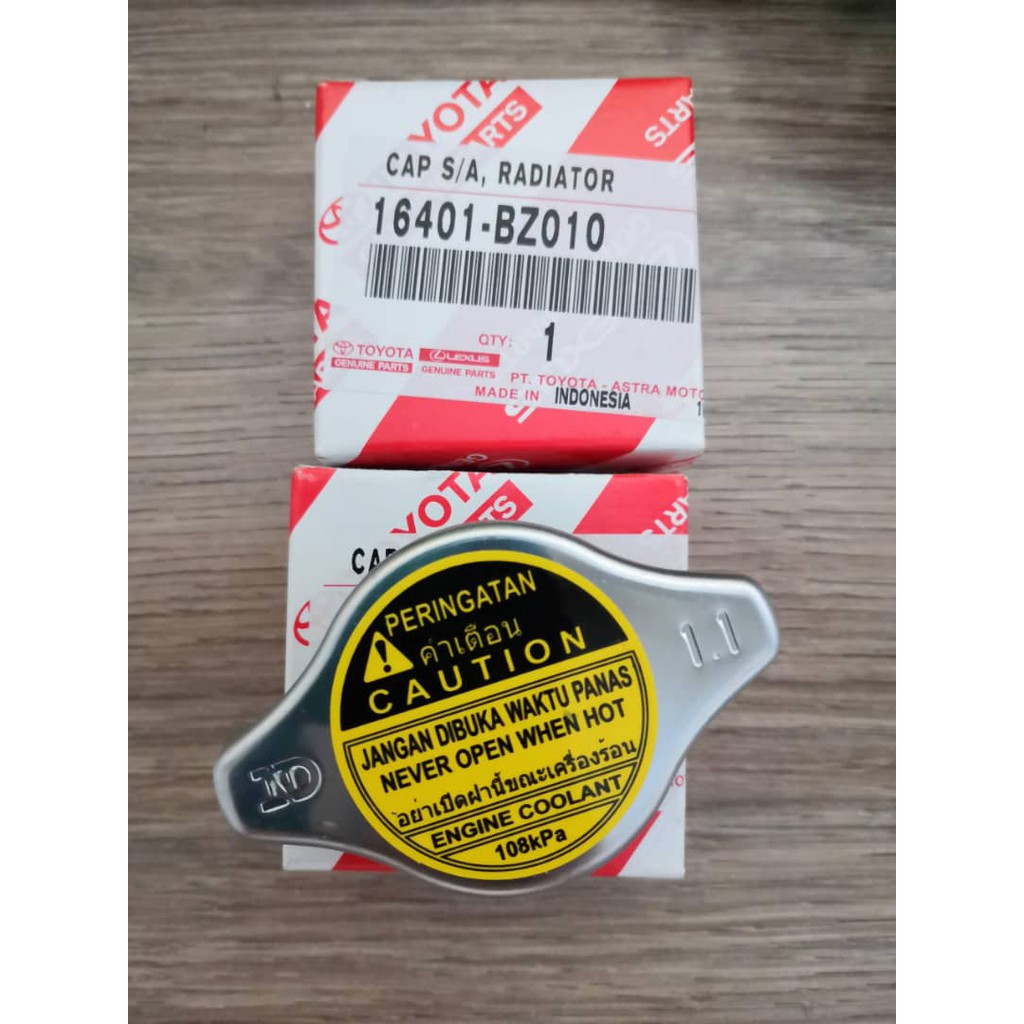 TOYOTA
PARTS
PARTS
CAP S/A, RADIATOR
16401-BZ010
QTY: 1
TOYOTA
GENUINE PARTS
LEXUS
GENUINE PARTS
PT. TOYOTA - ASTRA MOTO
MADE IN INDONESIA
TOYOTA
PARTS
PARTS
CAP
PERINGATAN
คำเตือน
CAUTION
JANGAN DIBUKA WAKTU PANAS
NEVER OPEN WHEN HOT
อย่าเปิดฝานี้ขณะเครื่องร้อน
ENGINE COOLANT
108kPa
1.1